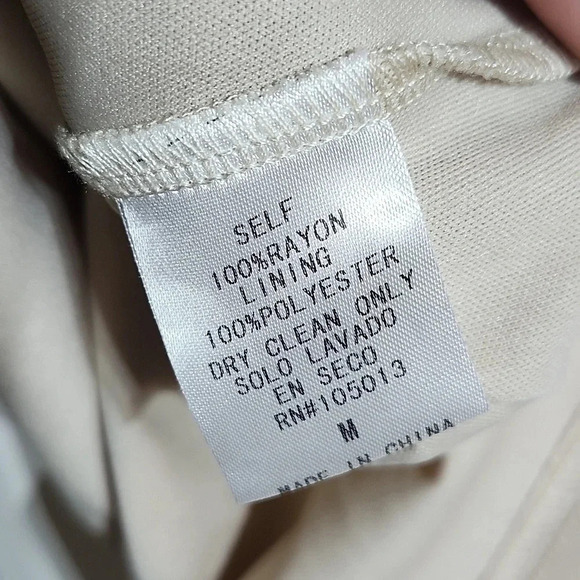 SELF
100%RAYON
LINING
100%POLYESTER
DRY CLEAN ONLY
SOLO LAVADO
EN SECO
RN#105013
M
MADE IN CHINA